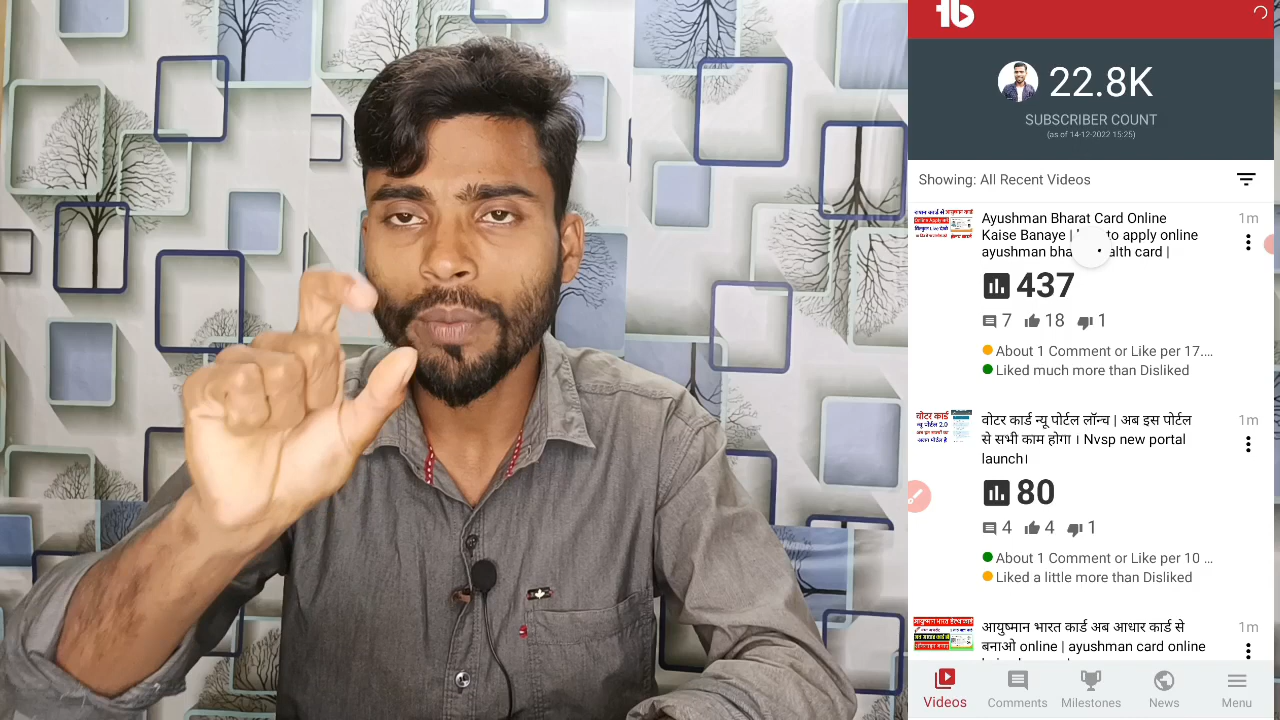 22.8K
SUBSCRIBER COUNT
(as of 14-12-2022 15:25)
Showing: All Recent Videos
Ayushman Bharat Card Online
1m
Kaise Banaye | to apply online
ayushman card |
437
7 18 1
About 1 Comment or Like per 17....
Liked much more than Disliked
वोटर कार्ड
न्यू पोर्टल 2.0
वोटर कार्ड न्यू पोर्टल लॉन्च | अब इस पोर्टल
1m
से सभी काम होगा । Nvsp new portal
launch।
80
4 4 1
About 1 Comment or Like per 10 ...
Liked a little more than Disliked
आयुष्मान भारत कार्ड अब आधार कार्ड से
1m
बनाओ online | ayushman card online
Videos
Comments
Milestones
News
Menu